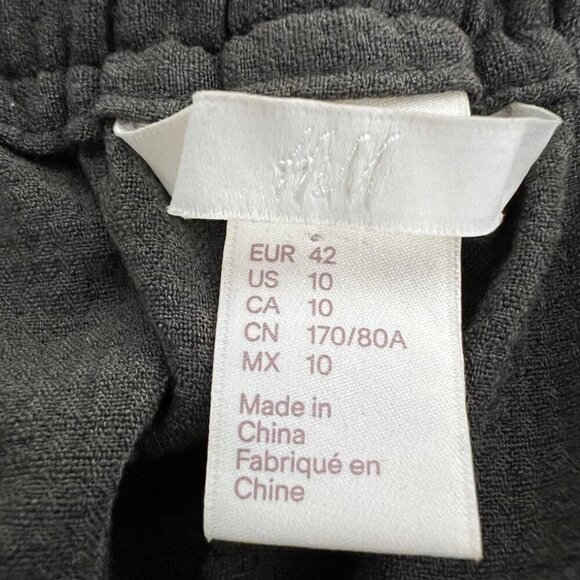 H&M
EUR 42
US 10
CA 10
CN 170/80A
MX 10
Made in
China
Fabriqué en
Chine